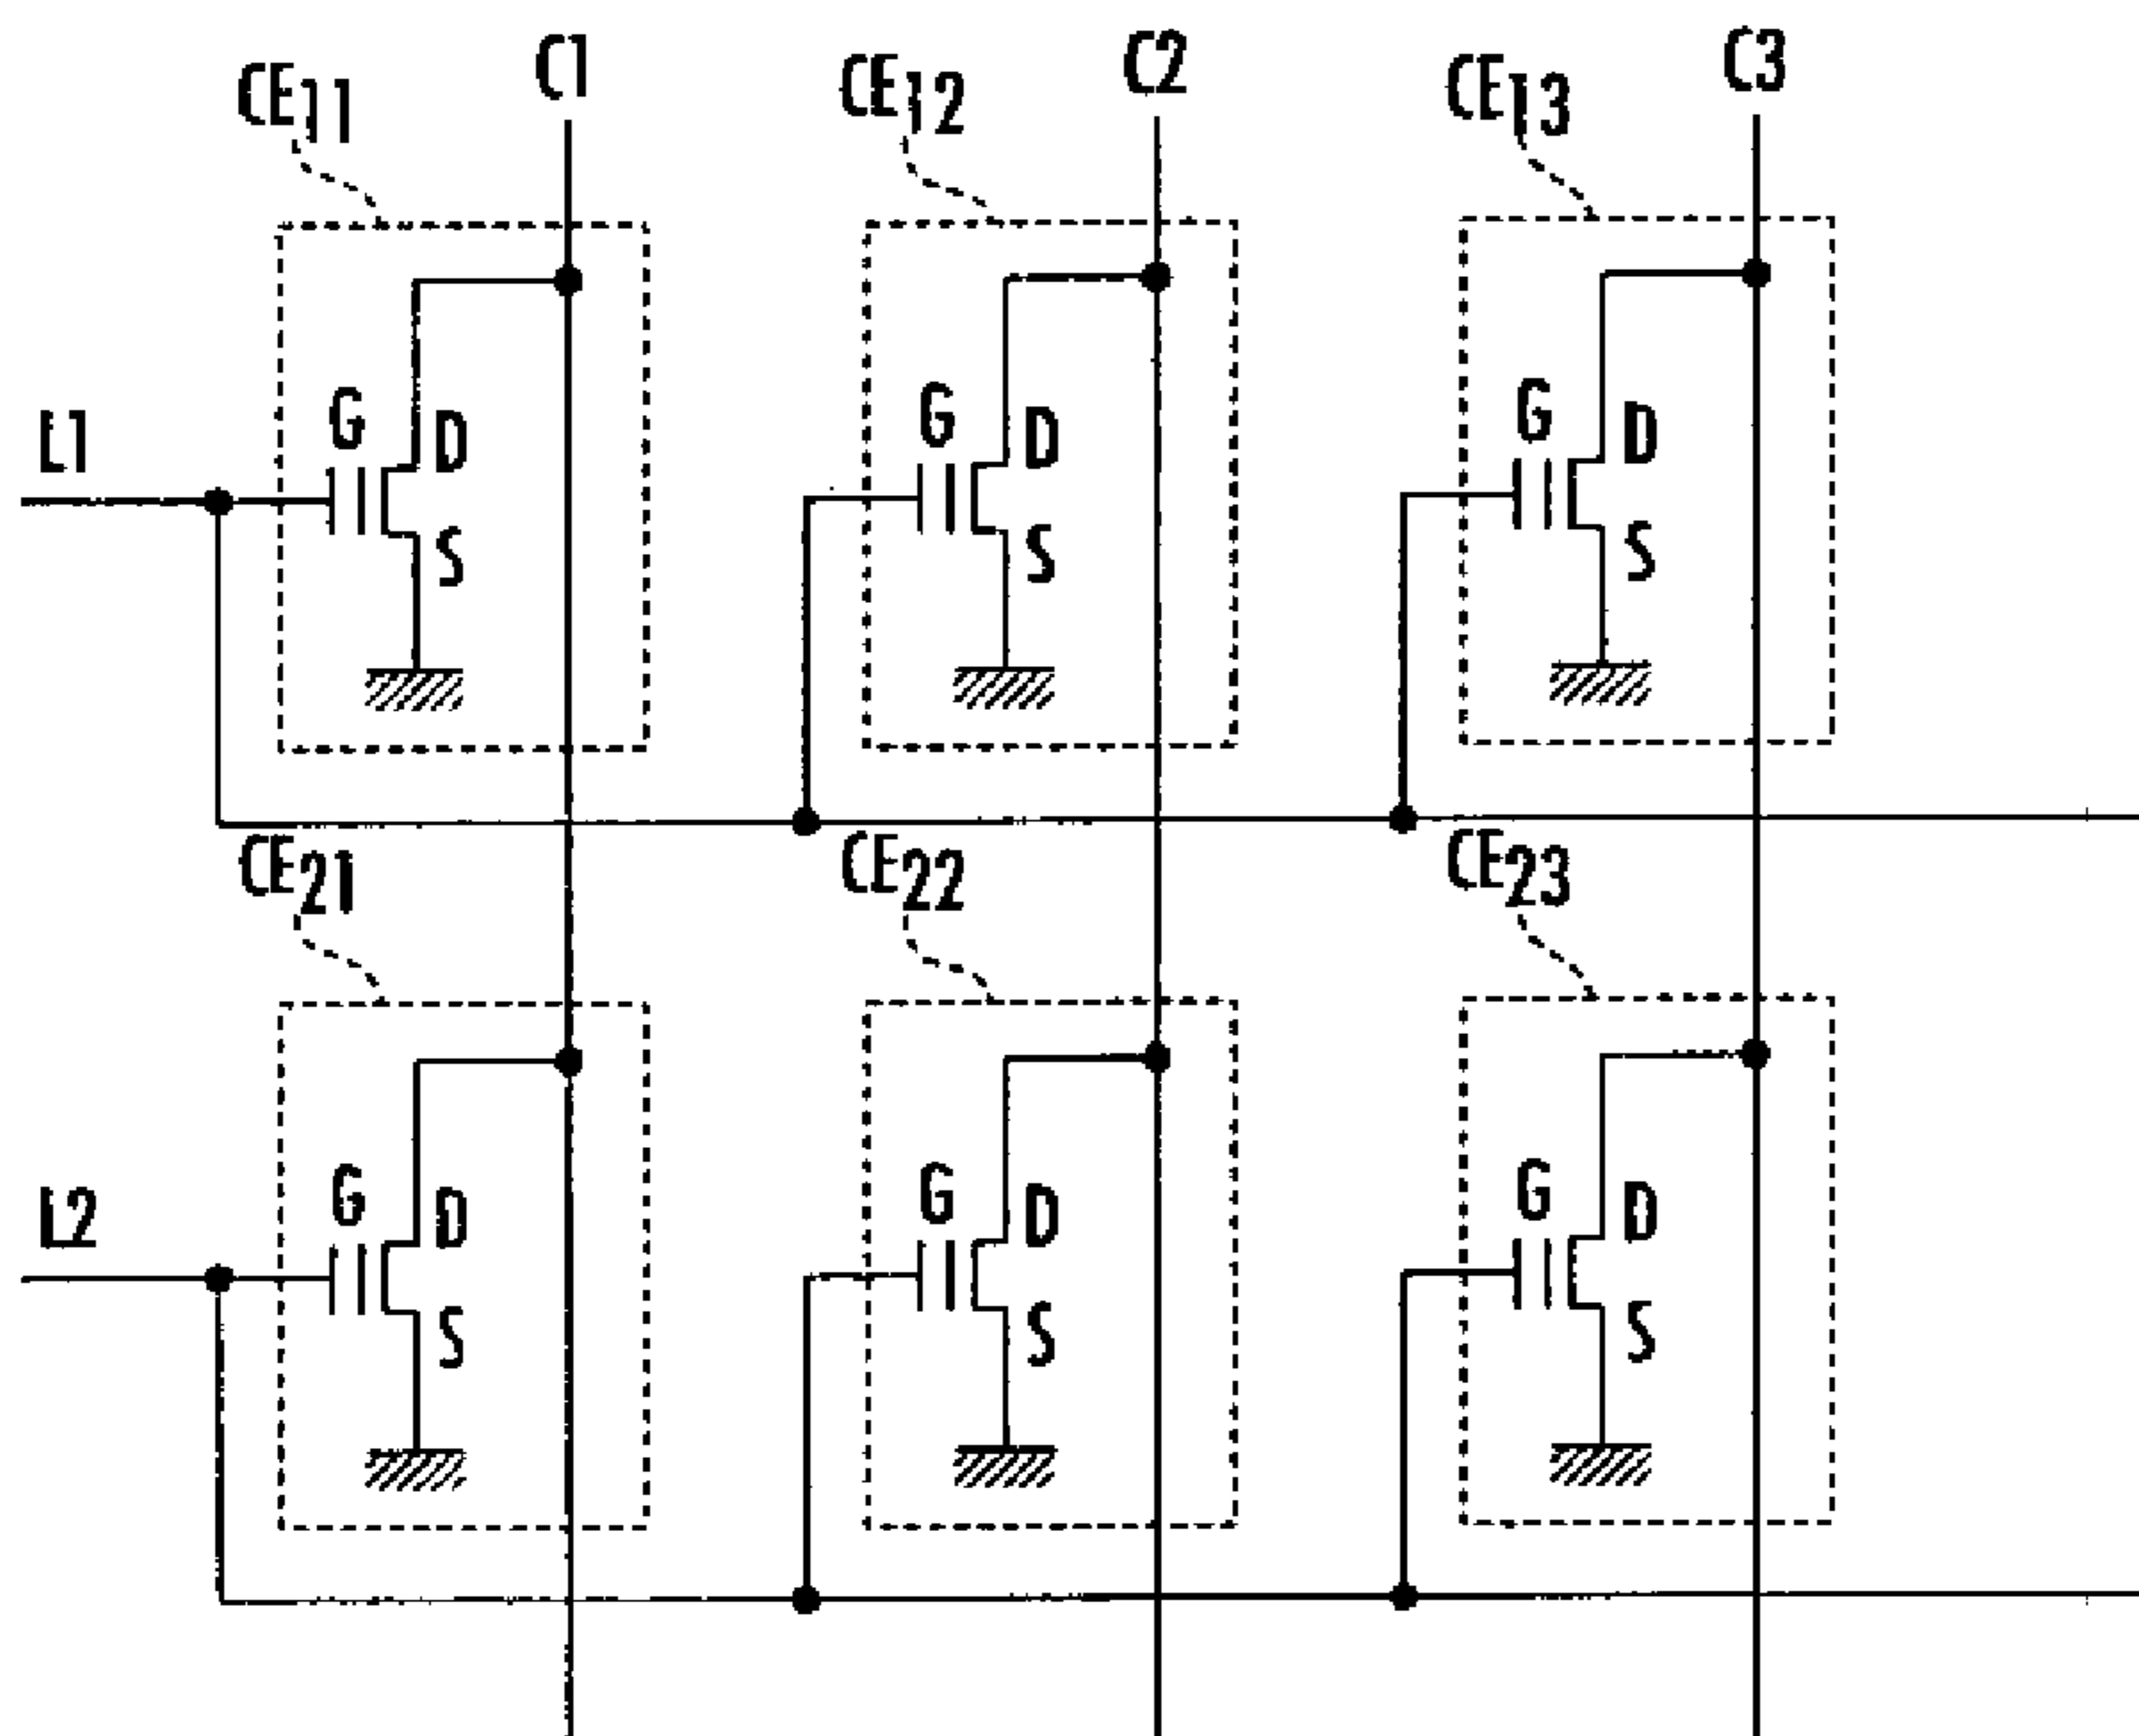 CE11 C1 CE12 C2 CE13 C3
G D G D G D
L1
S S S
CE21 CE22 CE23
G D G D G D
L2
S S S